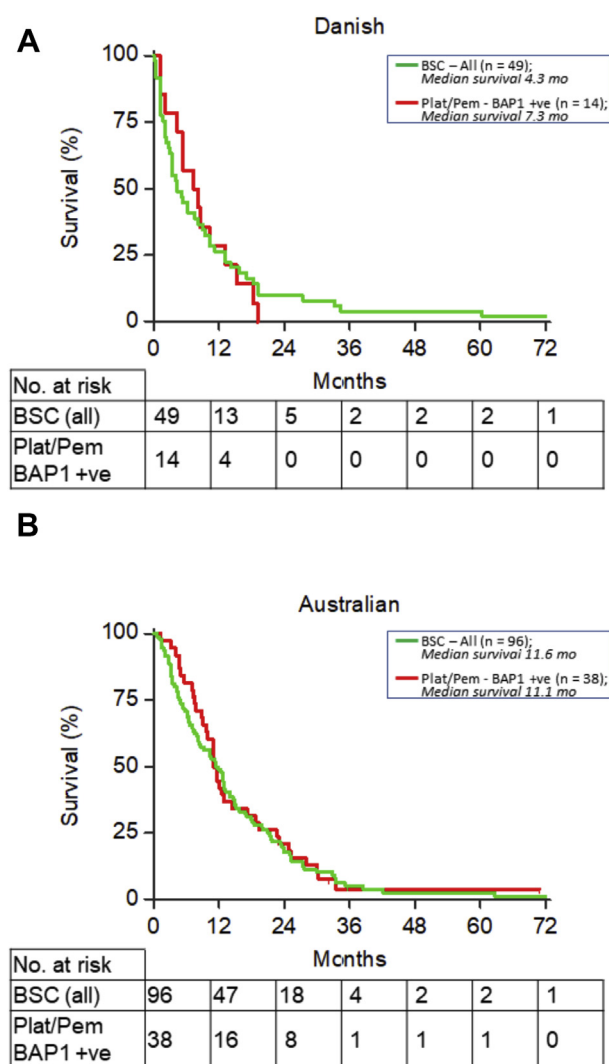 A
Danish
BSC – All (n = 49);
Median survival 4.3 mo
Plat/Pem - BAP1 +ve (n = 14);
Median survival 7.3 mo
Survival (%)
100
75
50
25
0
0 12 24 36 48 60 72
Months
No. at risk
BSC (all) 49 13 5 2 2 2 1
Plat/Pem
BAP1 +ve 14 4 0 0 0 0 0
B
Australian
BSC – All (n = 96);
Median survival 11.6 mo
Plat/Pem - BAP1 +ve (n = 38);
Median survival 11.1 mo
Survival (%)
100
75
50
25
0
0 12 24 36 48 60 72
Months
No. at risk
BSC (all) 96 47 18 4 2 2 1
Plat/Pem
BAP1 +ve 38 16 8 1 1 1 0